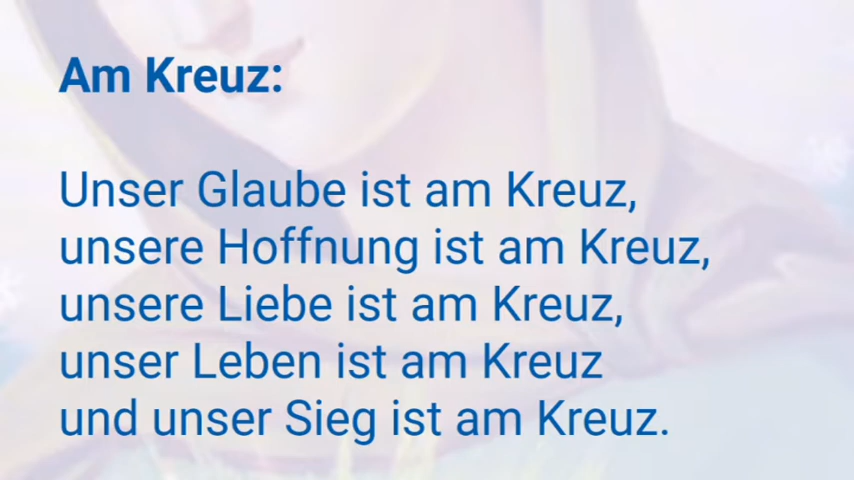 Am Kreuz:
Unser Glaube ist am Kreuz,
unsere Hoffnung ist am Kreuz,
unsere Liebe ist am Kreuz,
unser Leben ist am Kreuz
und unser Sieg ist am Kreuz.